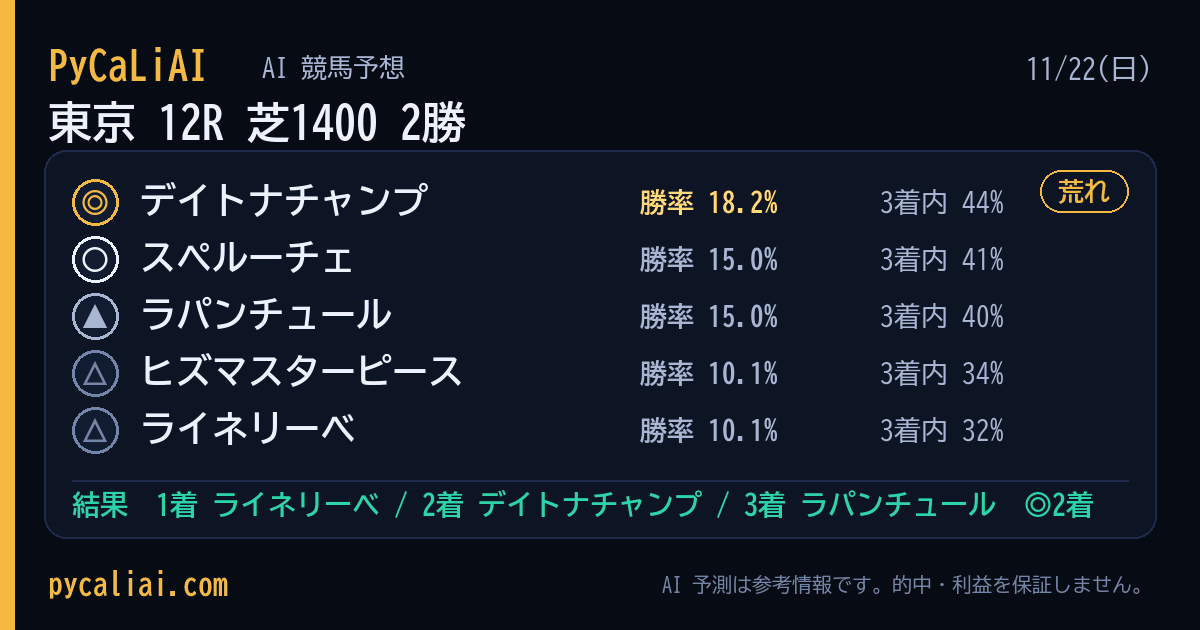 PyCaLiAI AI 競馬予想 11/22(日)
東京 12R 芝1400 2勝
◎ デイトナチャンプ 勝率 18.2% 3着内 44% 荒れ
○ スペルーチェ 勝率 15.0% 3着内 41%
▲ ラパンチュール 勝率 15.0% 3着内 40%
△ ヒズマスターピース 勝率 10.1% 3着内 34%
△ ライネリーベ 勝率 10.1% 3着内 32%
結果 1着 ライネリーベ / 2着 デイトナチャンプ / 3着 ラパンチュール ◎2着
pycaliai.com AI 予測は参考情報です。的中・利益を保証しません。